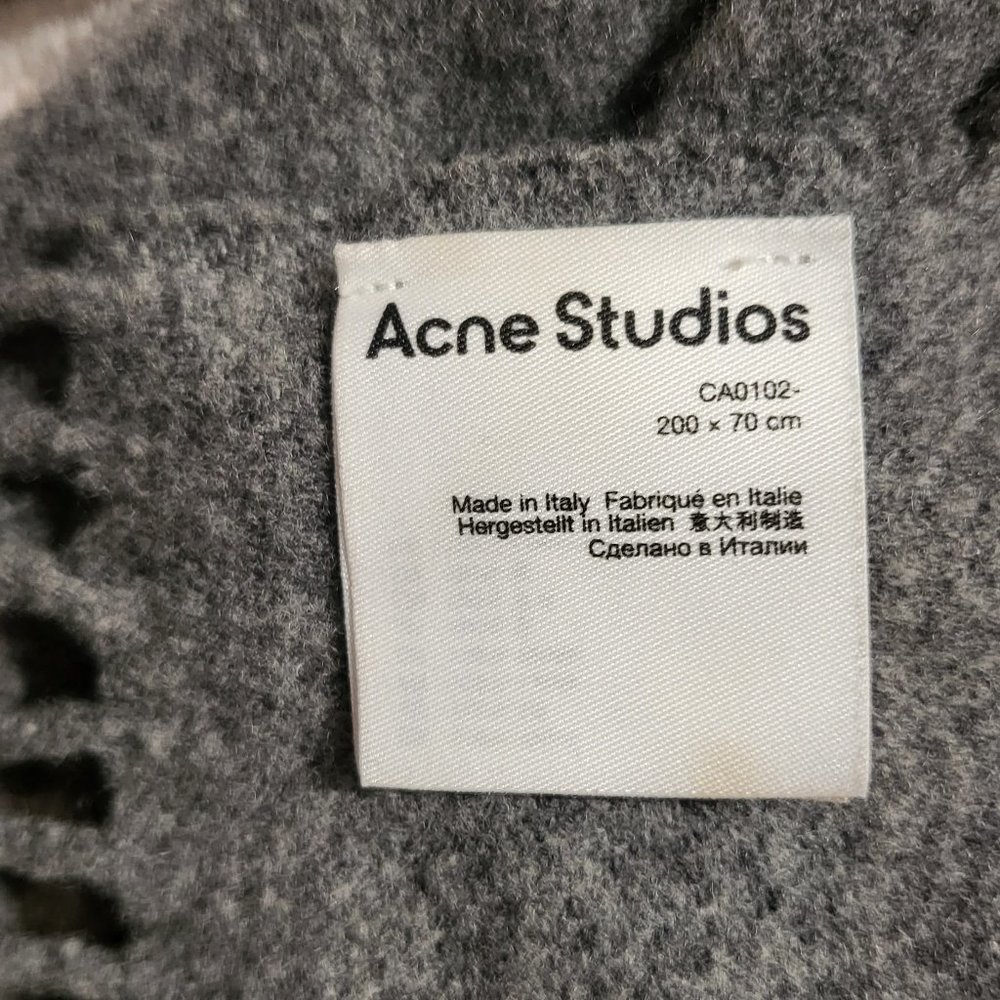 Acne Studios
CA0102-
200 x 70 cm
Made in Italy Fabriqué en Italie
Hergestellt in Italien 意大利制造
Сделано в Италии